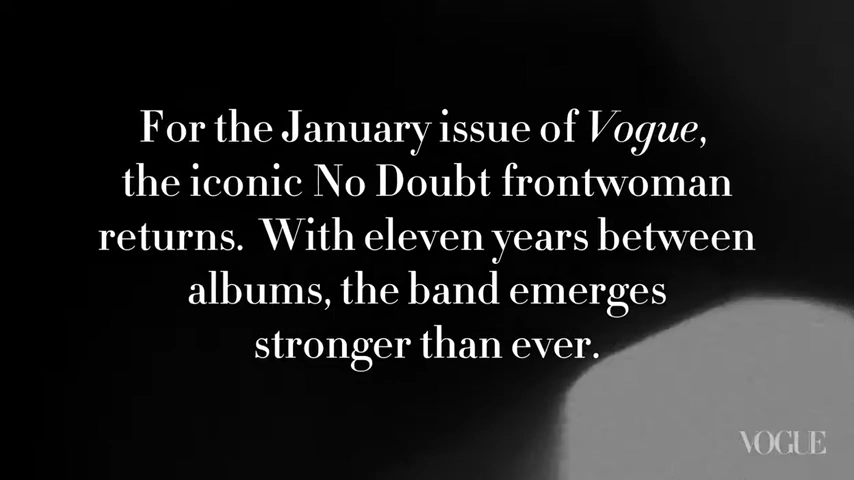 For the January issue of Vogue,
the iconic No Doubt frontwoman
returns. With eleven years between
albums, the band emerges
stronger than ever.
VOGUE